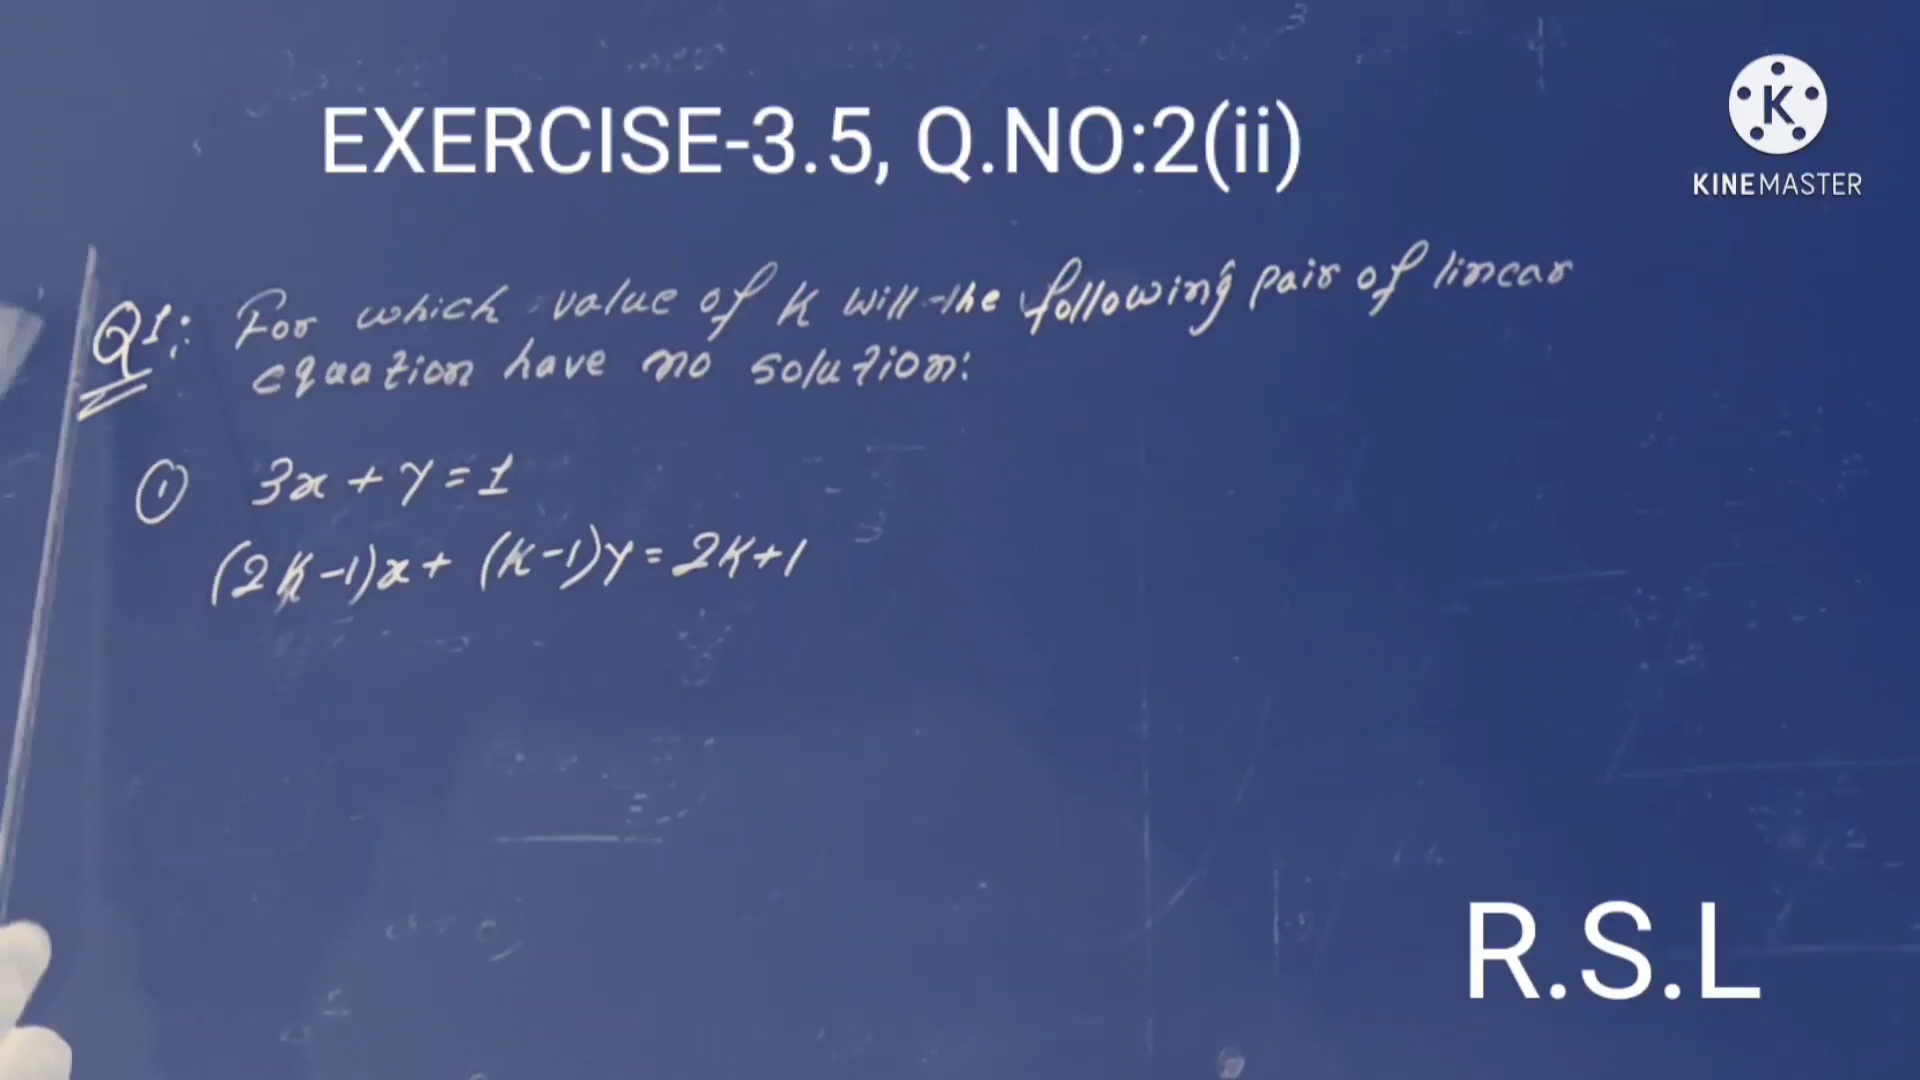 EXERCISE-3.5, Q.NO:2(ii)
K
KINEMASTER
Q1: For which value of K will the following pair of linear
equation have no solution:
① 3x + y = 1
(2K-1)x + (K-1)y = 2K+1
R.S.L